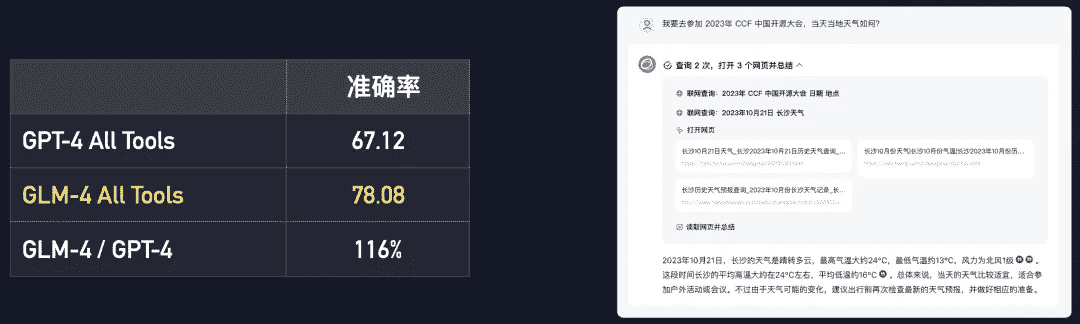 准确率
GPT-4 All Tools 67.12
GLM-4 All Tools 78.08
GLM-4 / GPT-4 116%
我要去参加 2023年 CCF 中国开源大会，当天当地天气如何？
查询 2 次，打开 3 个网页并总结
联网查询：2023年 CCF 中国开源大会 日期 地点
联网查询：2023年10月21日 长沙天气
打开网页
长沙10月21日天气_长沙2023年10月21日历史天气查询_...
长沙10月份天气|长沙10月份气温|长沙2023年10月份历...
长沙历史天气预报查询_2023年10月份长沙天气记录_长...
读取网页并总结
2023年10月21日，长沙的天气是晴转多云，最高气温大约24°C，最低气温约13°C，风力为北风1级。
这段时间长沙的平均高温大约在24°C左右，平均低温约16°C。总体来说，当天的天气比较适宜，适合参
加户外活动或会议。不过由于天气可能的变化，建议出行前再次检查最新的天气预报，并做好相应的准备。